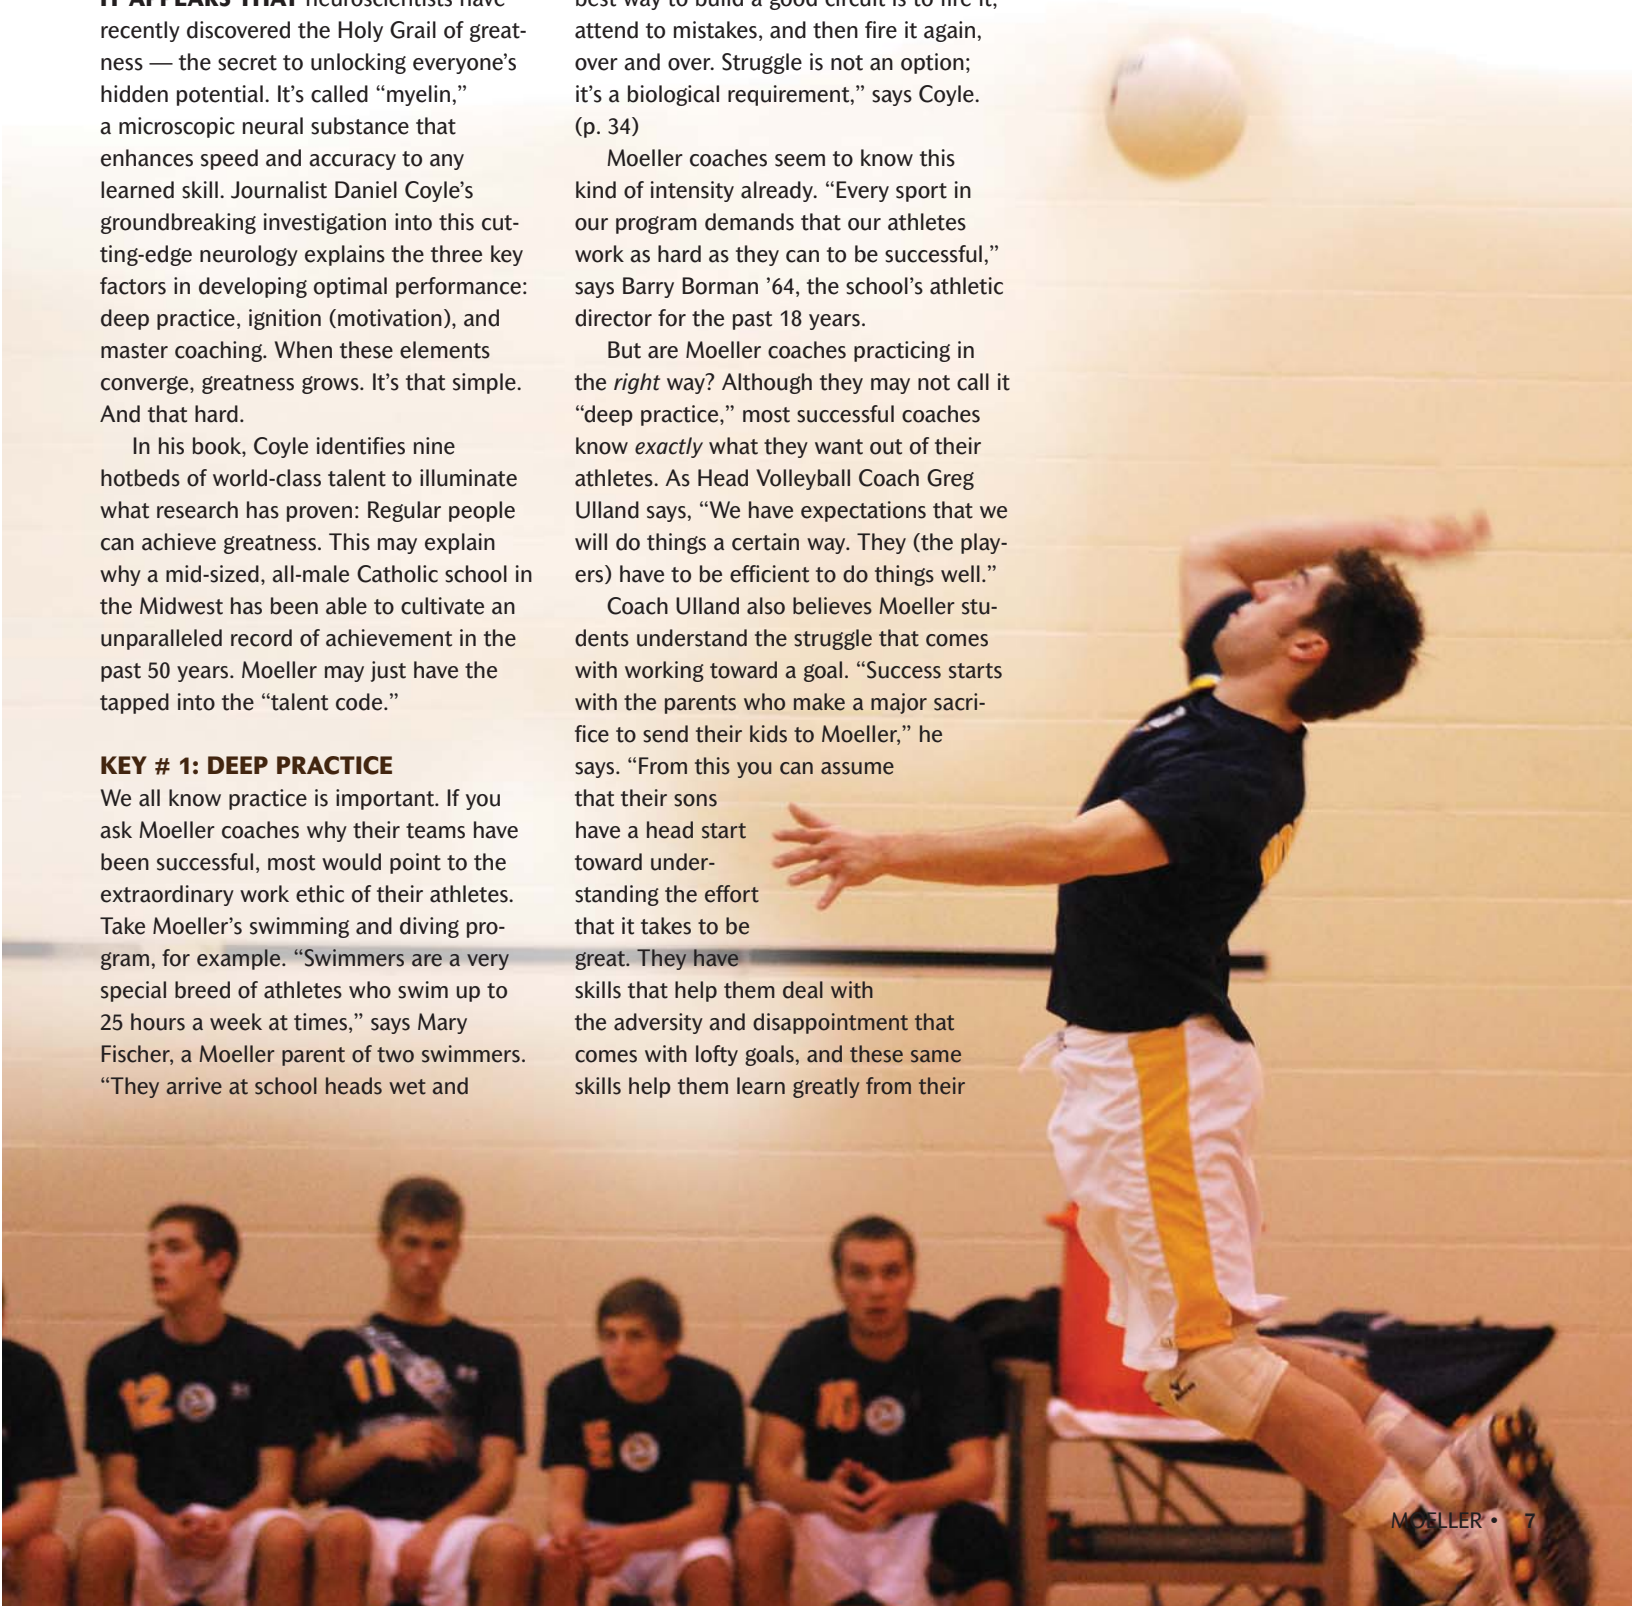 IT APPEARS THAT neuroscientists have
recently discovered the Holy Grail of great-
ness — the secret to unlocking everyone’s
hidden potential. It’s called “myelin,”
a microscopic neural substance that
enhances speed and accuracy to any
learned skill. Journalist Daniel Coyle’s
groundbreaking investigation into this cut-
ting-edge neurology explains the three key
factors in developing optimal performance:
deep practice, ignition (motivation), and
master coaching. When these elements
converge, greatness grows. It’s that simple.
And that hard.
In his book, Coyle identifies nine
hotbeds of world-class talent to illuminate
what research has proven: Regular people
can achieve greatness. This may explain
why a mid-sized, all-male Catholic school in
the Midwest has been able to cultivate an
unparalleled record of achievement in the
past 50 years. Moeller may just have the
tapped into the “talent code.”
KEY # 1: DEEP PRACTICE
We all know practice is important. If you
ask Moeller coaches why their teams have
been successful, most would point to the
extraordinary work ethic of their athletes.
Take Moeller’s swimming and diving pro-
gram, for example. “Swimmers are a very
special breed of athletes who swim up to
25 hours a week at times,” says Mary
Fischer, a Moeller parent of two swimmers.
“They arrive at school heads wet and
best way to build a good circuit is to fire it,
attend to mistakes, and then fire it again,
over and over. Struggle is not an option;
it’s a biological requirement,” says Coyle.
(p. 34)
Moeller coaches seem to know this
kind of intensity already. “Every sport in
our program demands that our athletes
work as hard as they can to be successful,”
says Barry Borman ’64, the school’s athletic
director for the past 18 years.
But are Moeller coaches practicing in
the right way? Although they may not call it
“deep practice,” most successful coaches
know exactly what they want out of their
athletes. As Head Volleyball Coach Greg
Ulland says, “We have expectations that we
will do things a certain way. They (the play-
ers) have to be efficient to do things well.”
Coach Ulland also believes Moeller stu-
dents understand the struggle that comes
with working toward a goal. “Success starts
with the parents who make a major sacri-
fice to send their kids to Moeller,” he
says. “From this you can assume
that their sons
have a head start
toward under-
standing the effort
that it takes to be
great. They have
skills that help them deal with
the adversity and disappointment that
comes with lofty goals, and these same
skills help them learn greatly from their
12
11
10
MOELLER • 7